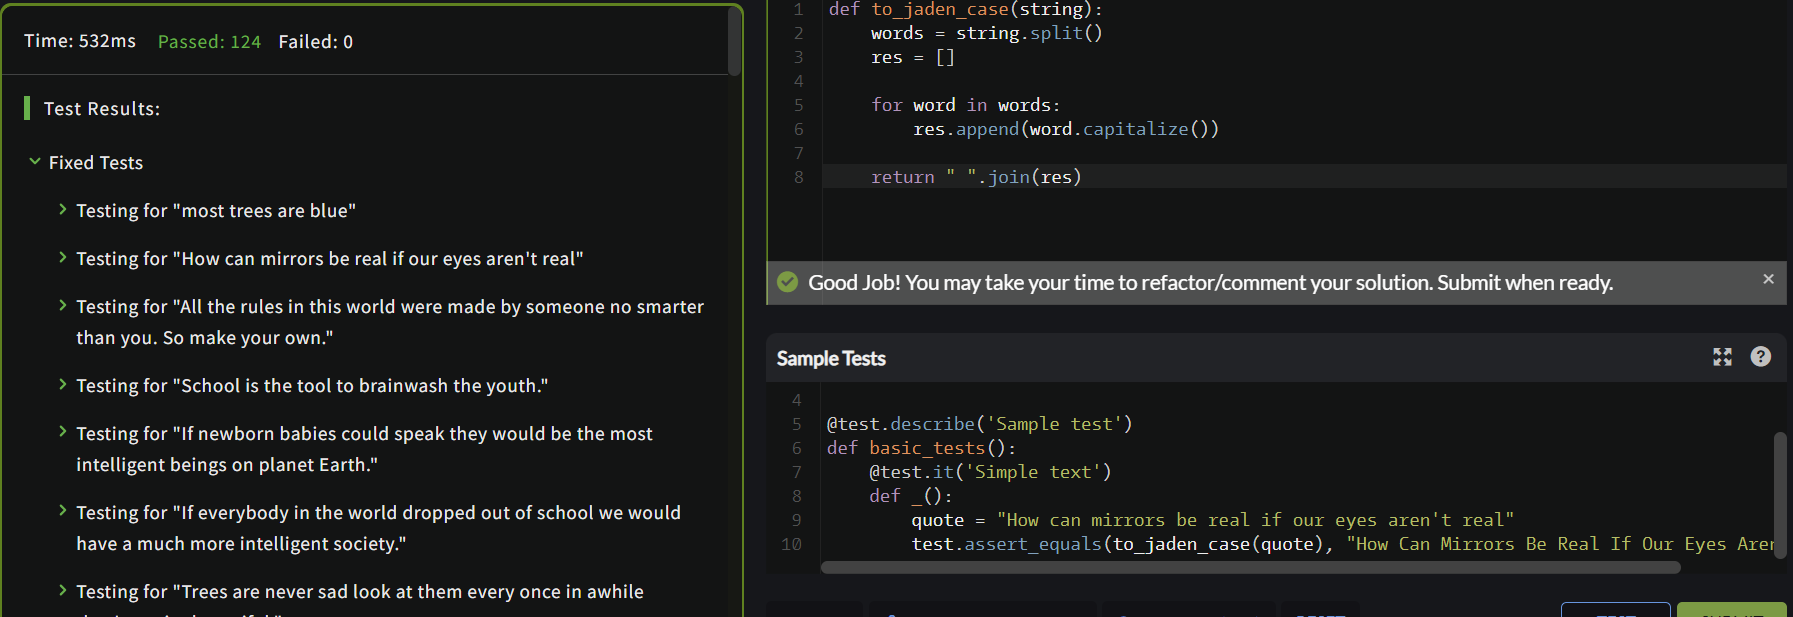 Time: 532ms Passed: 124 Failed: 0
Test Results:
Fixed Tests
Testing for "most trees are blue"
Testing for "How can mirrors be real if our eyes aren't real"
Testing for "All the rules in this world were made by someone no smarter
than you. So make your own."
Testing for "School is the tool to brainwash the youth."
Testing for "If newborn babies could speak they would be the most
intelligent beings on planet Earth."
Testing for "If everybody in the world dropped out of school we would
have a much more intelligent society."
Testing for "Trees are never sad look at them every once in awhile
1 def to_jaden_case(string):
2     words = string.split()
3     res = []
4
5     for word in words:
6         res.append(word.capitalize())
7
8     return " ".join(res)
Good Job! You may take your time to refactor/comment your solution. Submit when ready.
Sample Tests
4
5 @test.describe('Sample test')
6 def basic_tests():
7     @test.it('Simple text')
8     def _():
9         quote = "How can mirrors be real if our eyes aren't real"
10         test.assert_equals(to_jaden_case(quote), "How Can Mirrors Be Real If Our Eyes Aren